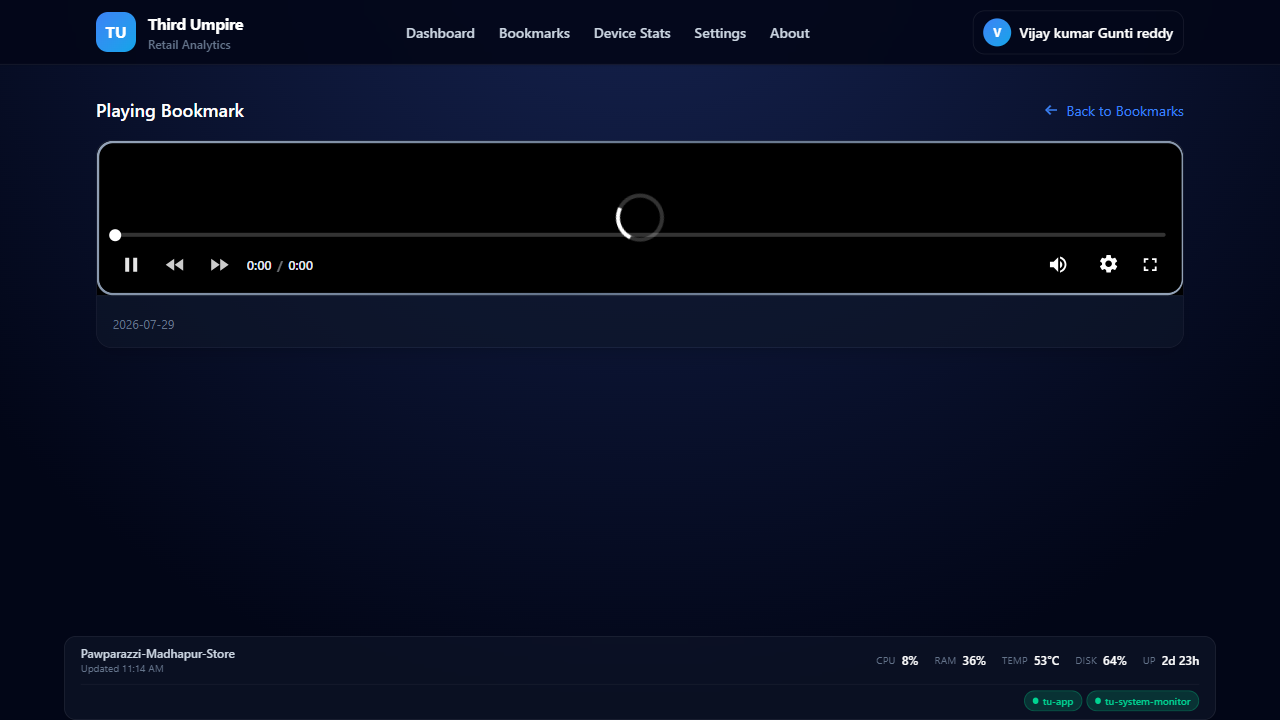 TU
Third Umpire
Retail Analytics
Dashboard
Bookmarks
Device Stats
Settings
About
V
Vijay kumar Gunti reddy
Playing Bookmark
Back to Bookmarks
0:00 / 0:00
2026-07-29
Pawparazzi-Madhapur-Store
Updated 11:14 AM
CPU 8%
RAM 36%
TEMP 53°C
DISK 64%
UP 2d 23h
tu-app
tu-system-monitor